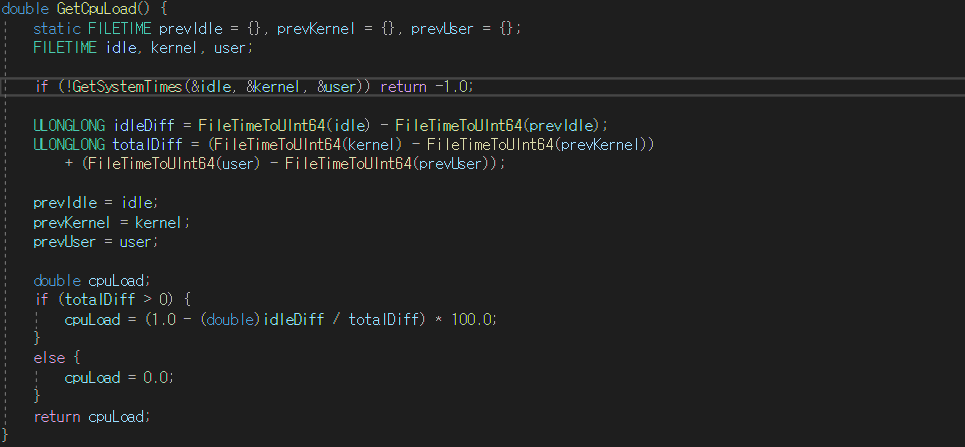 double GetCpuLoad() {
static FILETIME prevIdle = {}, prevKernel = {}, prevUser = {};
FILETIME idle, kernel, user;
if (!GetSystemTimes(&idle, &kernel, &user)) return -1.0;
ULONGLONG idleDiff = FileTimeToUInt64(idle) - FileTimeToUInt64(prevIdle);
ULONGLONG totalDiff = (FileTimeToUInt64(kernel) - FileTimeToUInt64(prevKernel))
+ (FileTimeToUInt64(user) - FileTimeToUInt64(prevUser));
prevIdle = idle;
prevKernel = kernel;
prevUser = user;
double cpuLoad;
if (totalDiff > 0) {
cpuLoad = (1.0 - (double)idleDiff / totalDiff) * 100.0;
}
else {
cpuLoad = 0.0;
}
return cpuLoad;
}